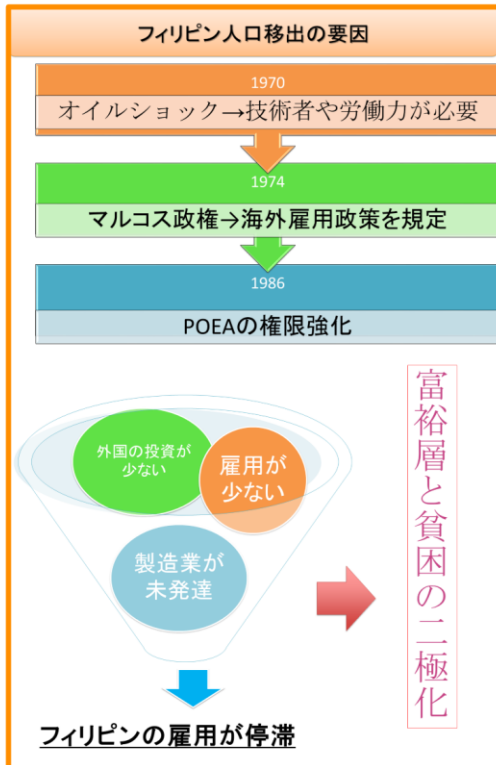 フィリピン人口移出の要因
1970
オイルショック→技術者や労働力が必要
1974
マルコス政権→海外雇用政策を規定
1986
POEAの権限強化
外国の投資が
少ない
雇用が
少ない
製造業が
未発達
フィリピンの雇用が停滞
富裕層と貧困の二極化